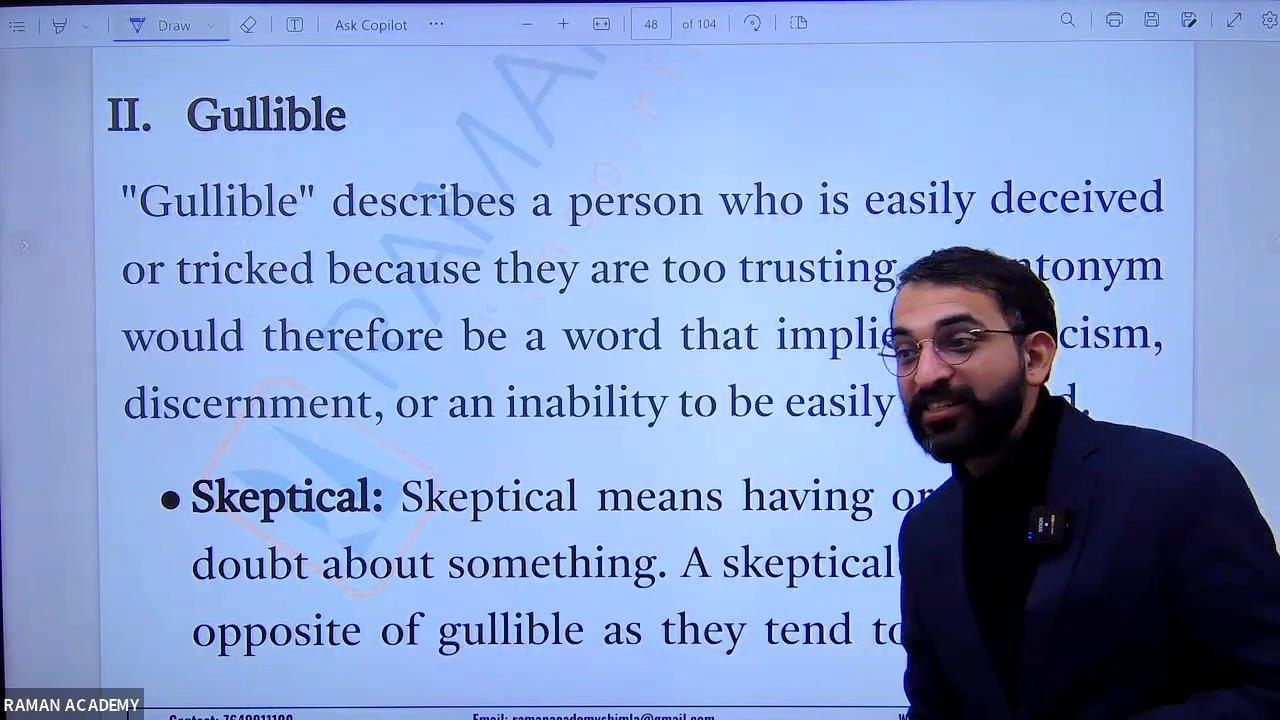 Draw
Ask Copilot
48 of 104
II. Gullible
"Gullible" describes a person who is easily deceived
or tricked because they are too trusting.
would therefore be a word that
discernment, or an inability to be easily
• Skeptical: Skeptical means having or
doubt about something. A skeptical
opposite of gullible as they tend to
RAMAN ACADEMY